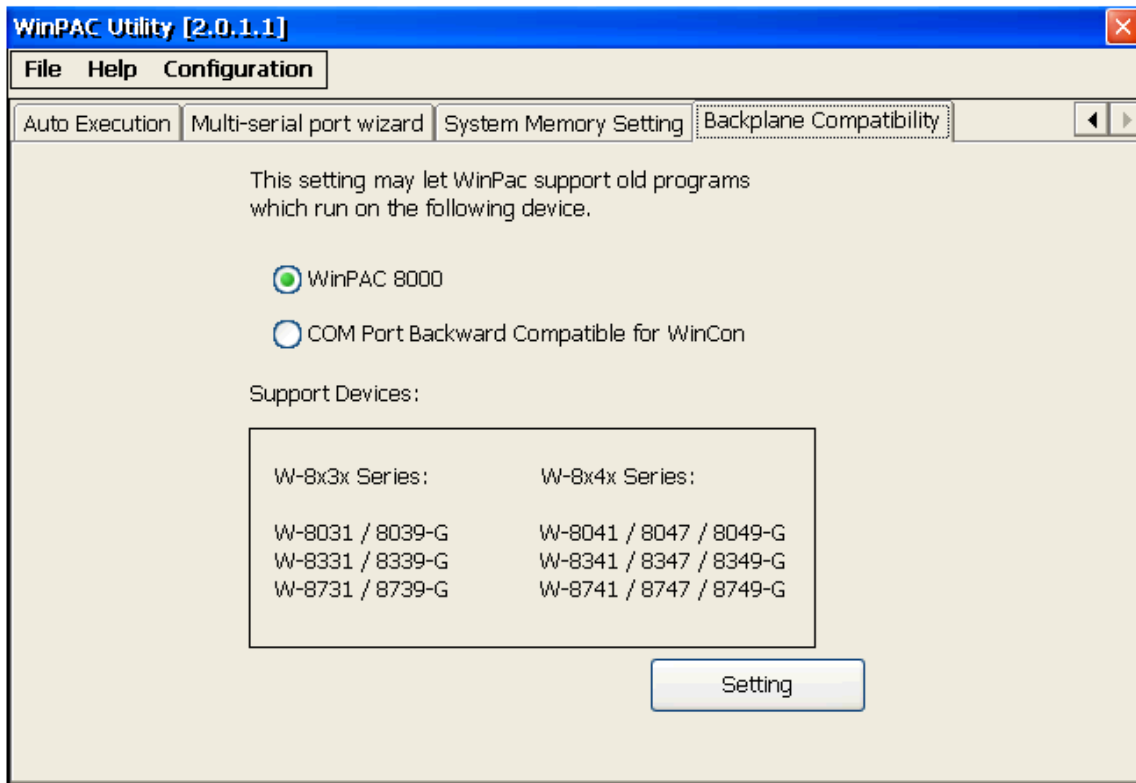 WinPAC Utility [2.0.1.1]
File Help Configuration
Auto Execution Multi-serial port wizard System Memory Setting Backplane Compatibility
This setting may let WinPac support old programs
which run on the following device.
WinPAC 8000
COM Port Backward Compatible for WinCon
Support Devices:
W-8x3x Series: W-8x4x Series:
W-8031 / 8039-G W-8041 / 8047 / 8049-G
W-8331 / 8339-G W-8341 / 8347 / 8349-G
W-8731 / 8739-G W-8741 / 8747 / 8749-G
Setting